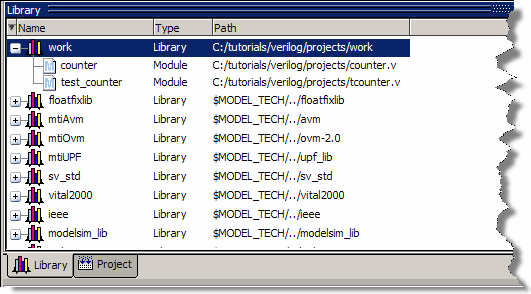 Library
Name Type Path
work Library C:/tutorials/verilog/projects/work
counter Module C:/tutorials/verilog/projects/counter.v
test_counter Module C:/tutorials/verilog/projects/tcounter.v
floatfixlib Library $MODEL_TECH/../floatfixlib
mtiAvm Library $MODEL_TECH/../avm
mtiOvm Library $MODEL_TECH/../ovm-2.0
mtiUPF Library $MODEL_TECH/../upf_lib
sv_std Library $MODEL_TECH/../sv_std
vital2000 Library $MODEL_TECH/../vital2000
ieee Library $MODEL_TECH/../ieee
modelsim_lib Library $MODEL_TECH/../modelsim_lib
Library Project